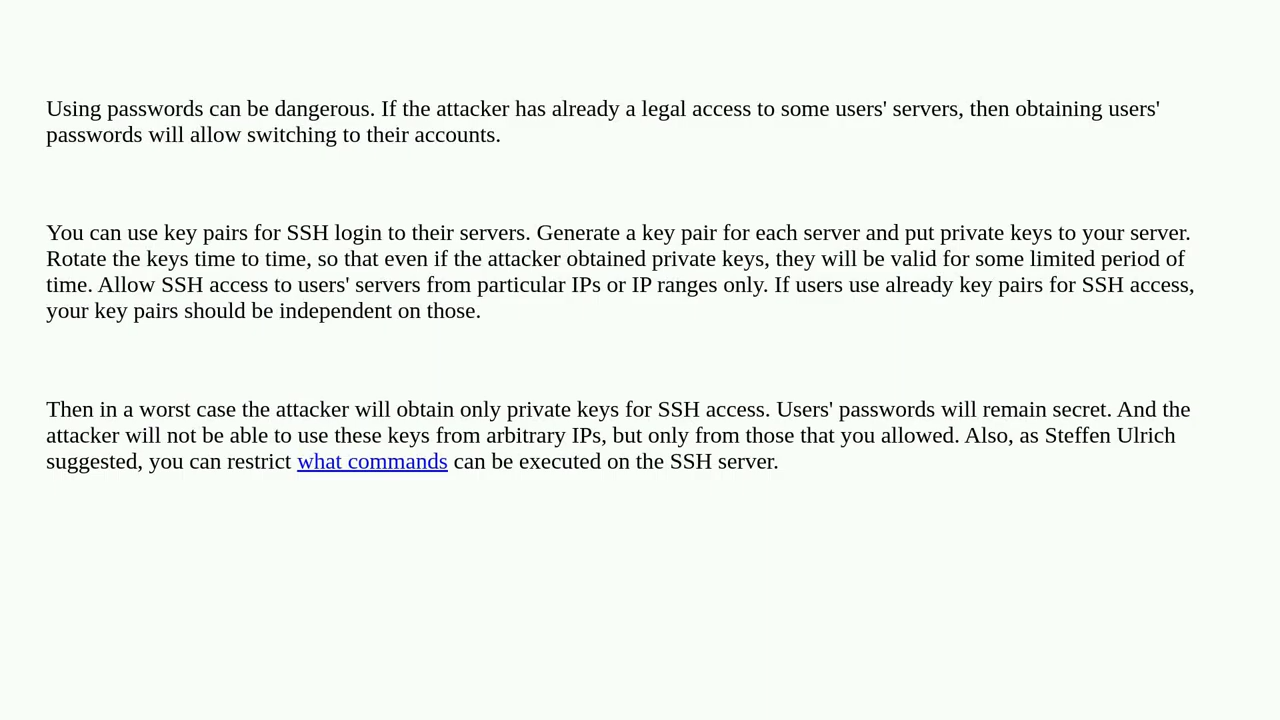 Using passwords can be dangerous. If the attacker has already a legal access to some users' servers, then obtaining users'
passwords will allow switching to their accounts.
You can use key pairs for SSH login to their servers. Generate a key pair for each server and put private keys to your server.
Rotate the keys time to time, so that even if the attacker obtained private keys, they will be valid for some limited period of
time. Allow SSH access to users' servers from particular IPs or IP ranges only. If users use already key pairs for SSH access,
your key pairs should be independent on those.
Then in a worst case the attacker will obtain only private keys for SSH access. Users' passwords will remain secret. And the
attacker will not be able to use these keys from arbitrary IPs, but only from those that you allowed. Also, as Steffen Ulrich
suggested, you can restrict what commands can be executed on the SSH server.